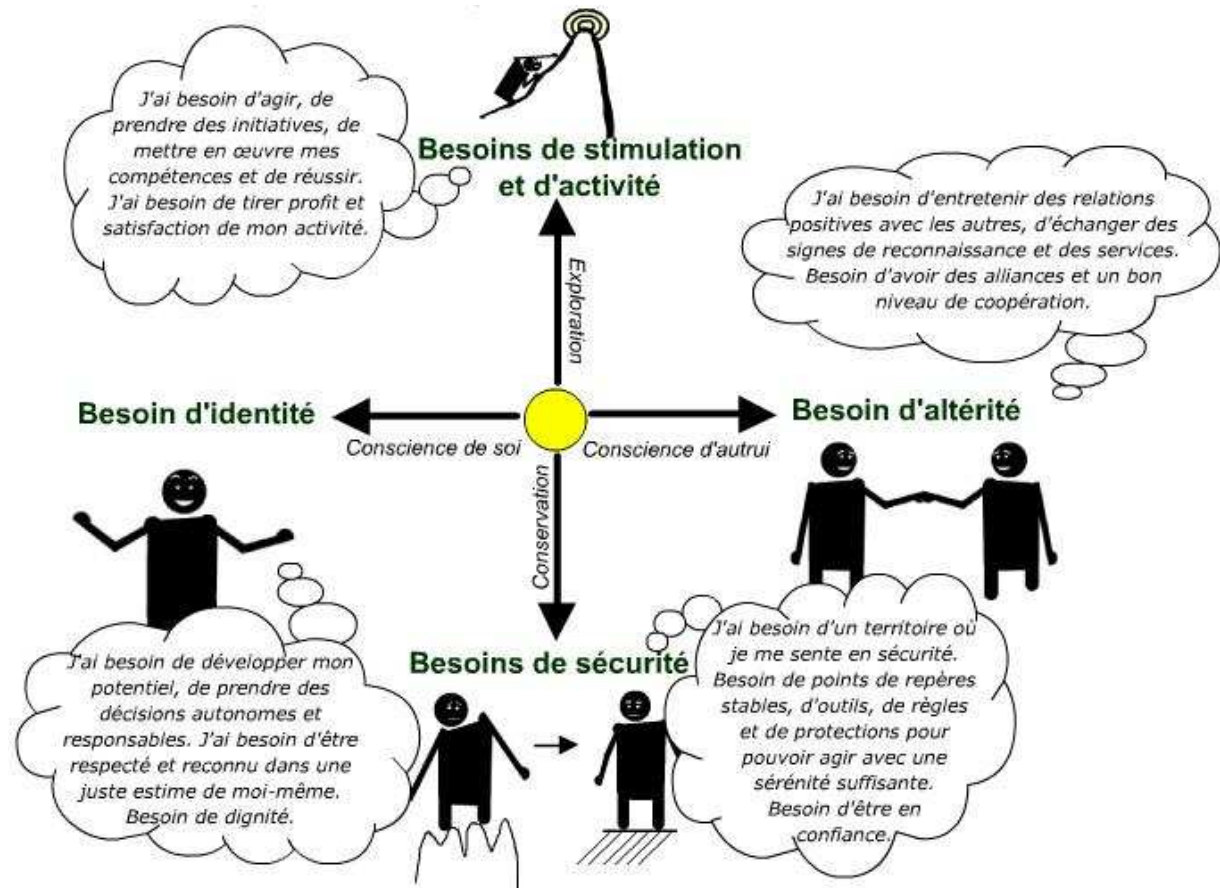 J'ai besoin d'agir, de
prendre des initiatives, de
mettre en œuvre mes
compétences et de réussir.
J'ai besoin de tirer profit et
satisfaction de mon activité.
Besoins de stimulation
et d'activité
J'ai besoin d'entretenir des relations
positives avec les autres, d'échanger des
signes de reconnaissance et des services.
Besoin d'avoir des alliances et un bon
niveau de coopération.
Exploration
Besoin d'identité
Conscience de soi
Conscience d'autrui
Besoin d'altérité
Conservation
Besoins de sécurité
J'ai besoin de développer mon
potentiel, de prendre des
décisions autonomes et
responsables. J'ai besoin d'être
respecté et reconnu dans une
juste estime de moi-même.
Besoin de dignité.
J'ai besoin d'un territoire où
je me sente en sécurité.
Besoin de points de repères
stables, d'outils, de règles
et de protections pour
pouvoir agir avec une
sérénité suffisante.
Besoin d'être en
confiance.